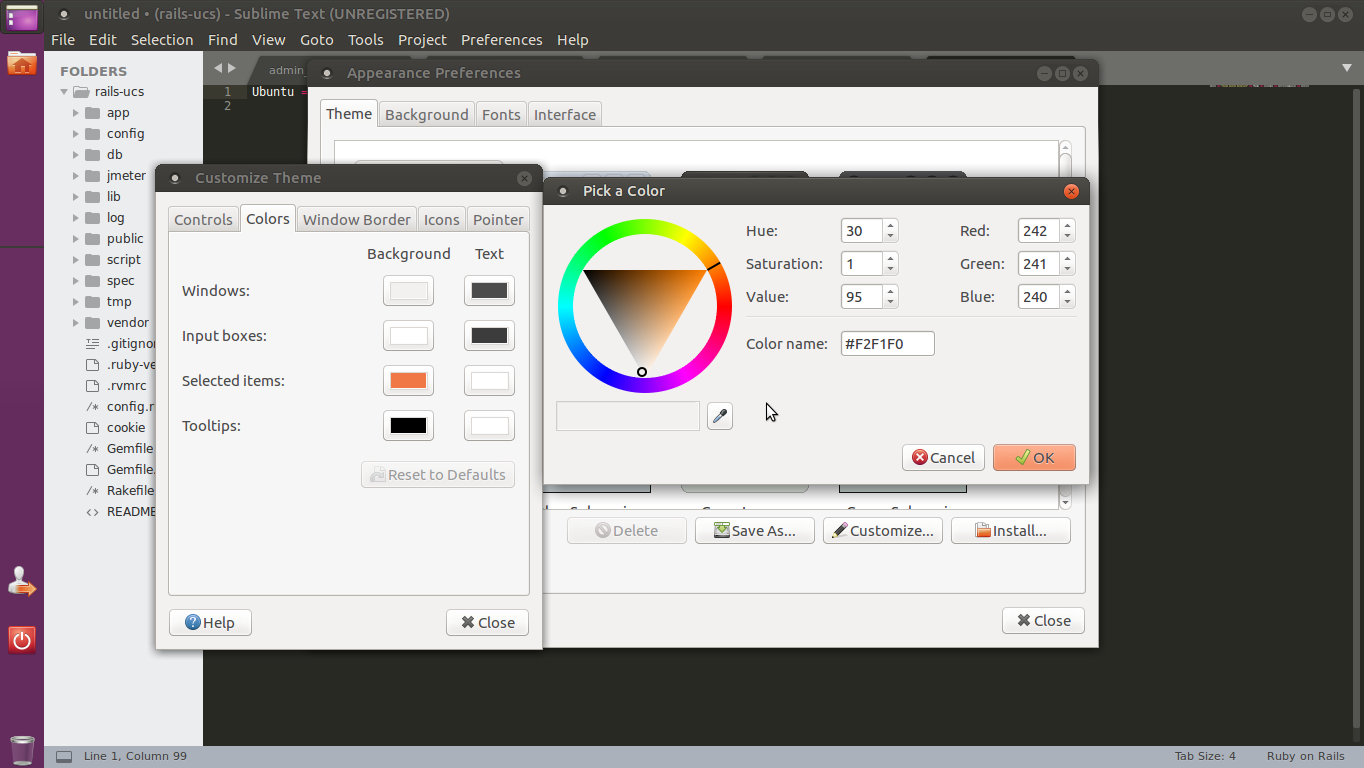 untitled • (rails-ucs) - Sublime Text (UNREGISTERED)
File Edit Selection Find View Goto Tools Project Preferences Help
FOLDERS
rails-ucs
app
config
db
jmeter
lib
log
public
script
spec
tmp
vendor
.gitignor
.ruby-ve
.rvmrc
config.r
cookie
Gemfile
Gemfile.
Rakefile
README
admin_
1 Ubuntu =
2
Appearance Preferences
Theme Background Fonts Interface
Customize Theme
Controls Colors Window Border Icons Pointer
Background Text
Windows:
Input boxes:
Selected items:
Tooltips:
Reset to Defaults
Help Close
Pick a Color
Hue: 30 Red: 242
Saturation: 1 Green: 241
Value: 95 Blue: 240
Color name: #F2F1F0
Cancel OK
Delete Save As... Customize... Install...
Close
Line 1, Column 99 Tab Size: 4 Ruby on Rails